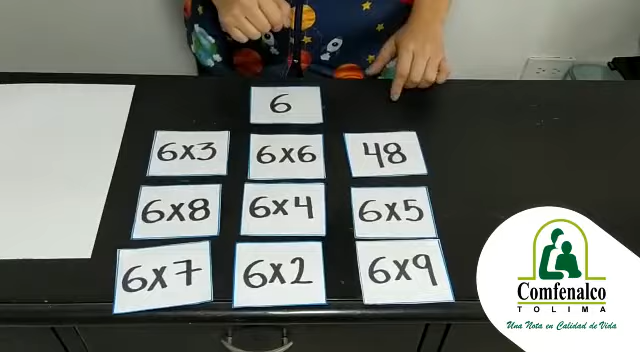 6
6x3 6x6 48
6x8 6x4 6x5
6x7 6x2 6x9
Comfenalco
TOLIMA
Una Nota en Calidad de Vida